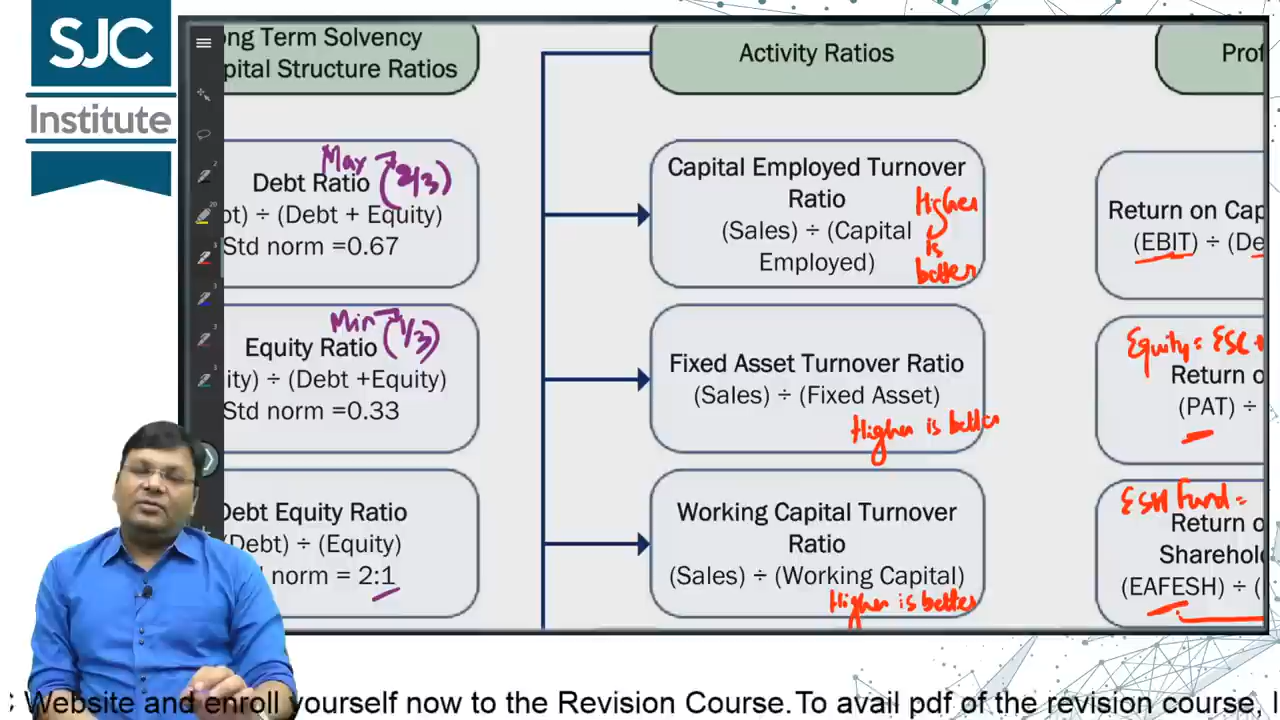 SJC
Institute
ong Term Solvency
pital Structure Ratios
Activity Ratios
Prof
Max
Debt Ratio (2/3)
bt) ÷ (Debt + Equity)
Std norm =0.67
Min
Equity Ratio (1/3)
ity) ÷ (Debt +Equity)
Std norm =0.33
Debt Equity Ratio
(Debt) ÷ (Equity)
norm = 2:1
Capital Employed Turnover
Ratio
(Sales) ÷ (Capital
Employed)
Higher
is
better
Fixed Asset Turnover Ratio
(Sales) ÷ (Fixed Asset)
Higher is better
Working Capital Turnover
Ratio
(Sales) ÷ (Working Capital)
Higher is better
Return on Cap
(EBIT) ÷ (De
Equity = ESC +
Return o
(PAT) ÷
ESH Fund =
Return o
Sharehold
(EAFESH) ÷ (
Website and enroll yourself now to the Revision Course.To avail pdf of the revision course, l